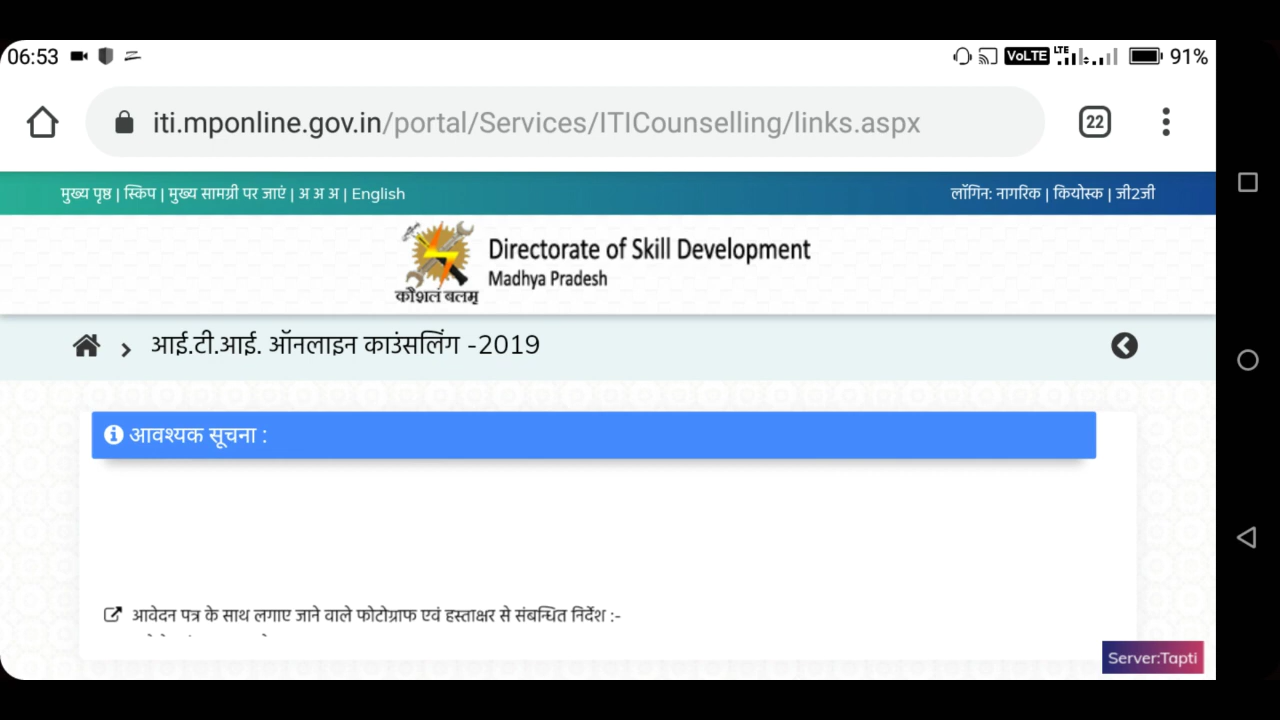 06:53
VoLTE LTE 91%
iti.mponline.gov.in/portal/Services/ITICounselling/links.aspx
22
मुख्य पृष्ठ | स्किप | मुख्य सामग्री पर जाएं | अ अ अ | English
लॉगिन: नागरिक | कियोस्क | जी2जी
Directorate of Skill Development
Madhya Pradesh
कौशलं बलम्
आई.टी.आई. ऑनलाइन काउंसलिंग -2019
आवश्यक सूचना :
आवेदन पत्र के साथ लगाए जाने वाले फोटोग्राफ एवं हस्ताक्षर से संबन्धित निर्देश :-
Server:Tapti